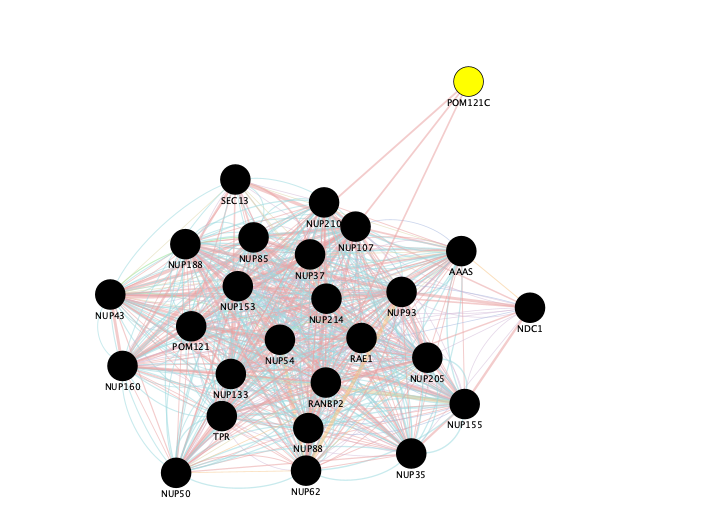 POM121C
SEC13
NUP210
NUP107
NUP188
NUP85
NUP37
AAAS
NUP43
NUP153
NUP214
NUP93
NDC1
POM121
NUP54
RAE1
NUP205
NUP160
NUP133
RANBP2
NUP155
TPR
NUP88
NUP35
NUP50
NUP62